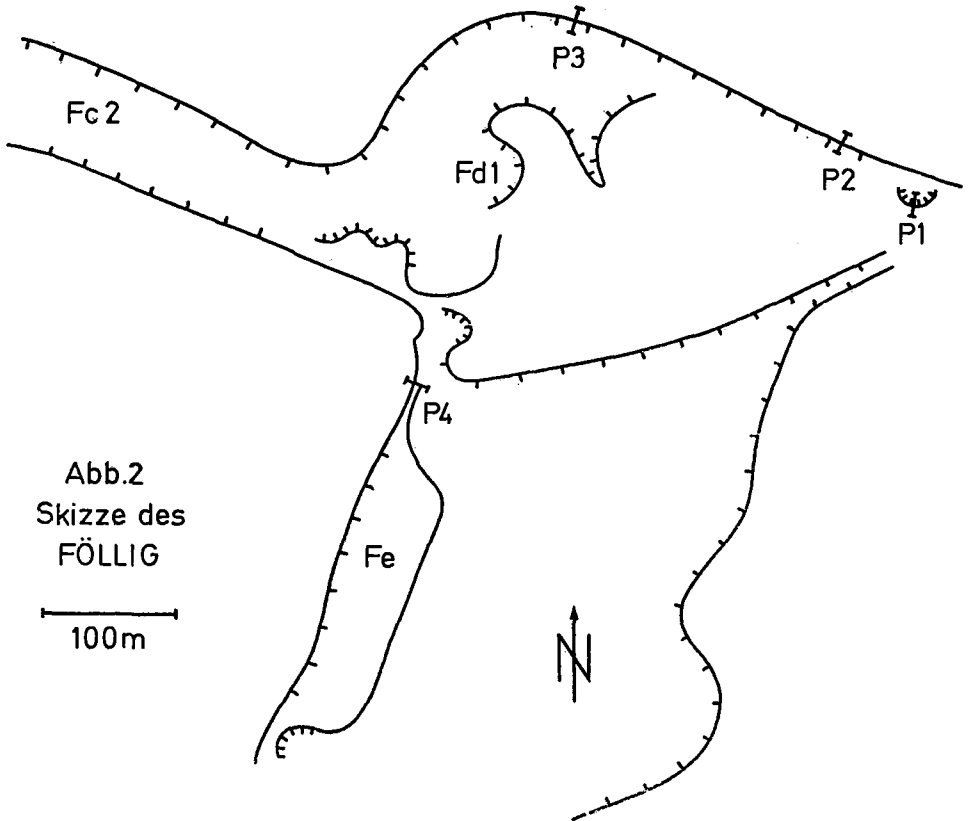 P3
Fc 2
Fd1
P2
P1
P4
Abb.2
Skizze des
FÖLLIG
Fe
100m
N